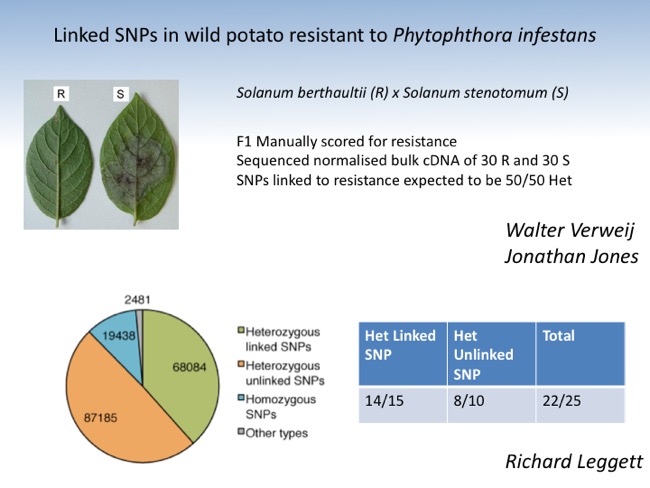 Linked SNPs in wild potato resistant to Phytophthora infestans
R
S
Solanum berthaultii (R) x Solanum stenotomum (S)
F1 Manually scored for resistance
Sequenced normalised bulk cDNA of 30 R and 30 S
SNPs linked to resistance expected to be 50/50 Het
Walter Verweij
Jonathan Jones
2481
19438
68084
87185
Heterozygous
linked SNPs
Heterozygous
unlinked SNPs
Homozygous
SNPs
Other types
Het Linked
SNP
Het
Unlinked
SNP
Total
14/15
8/10
22/25
Richard Leggett